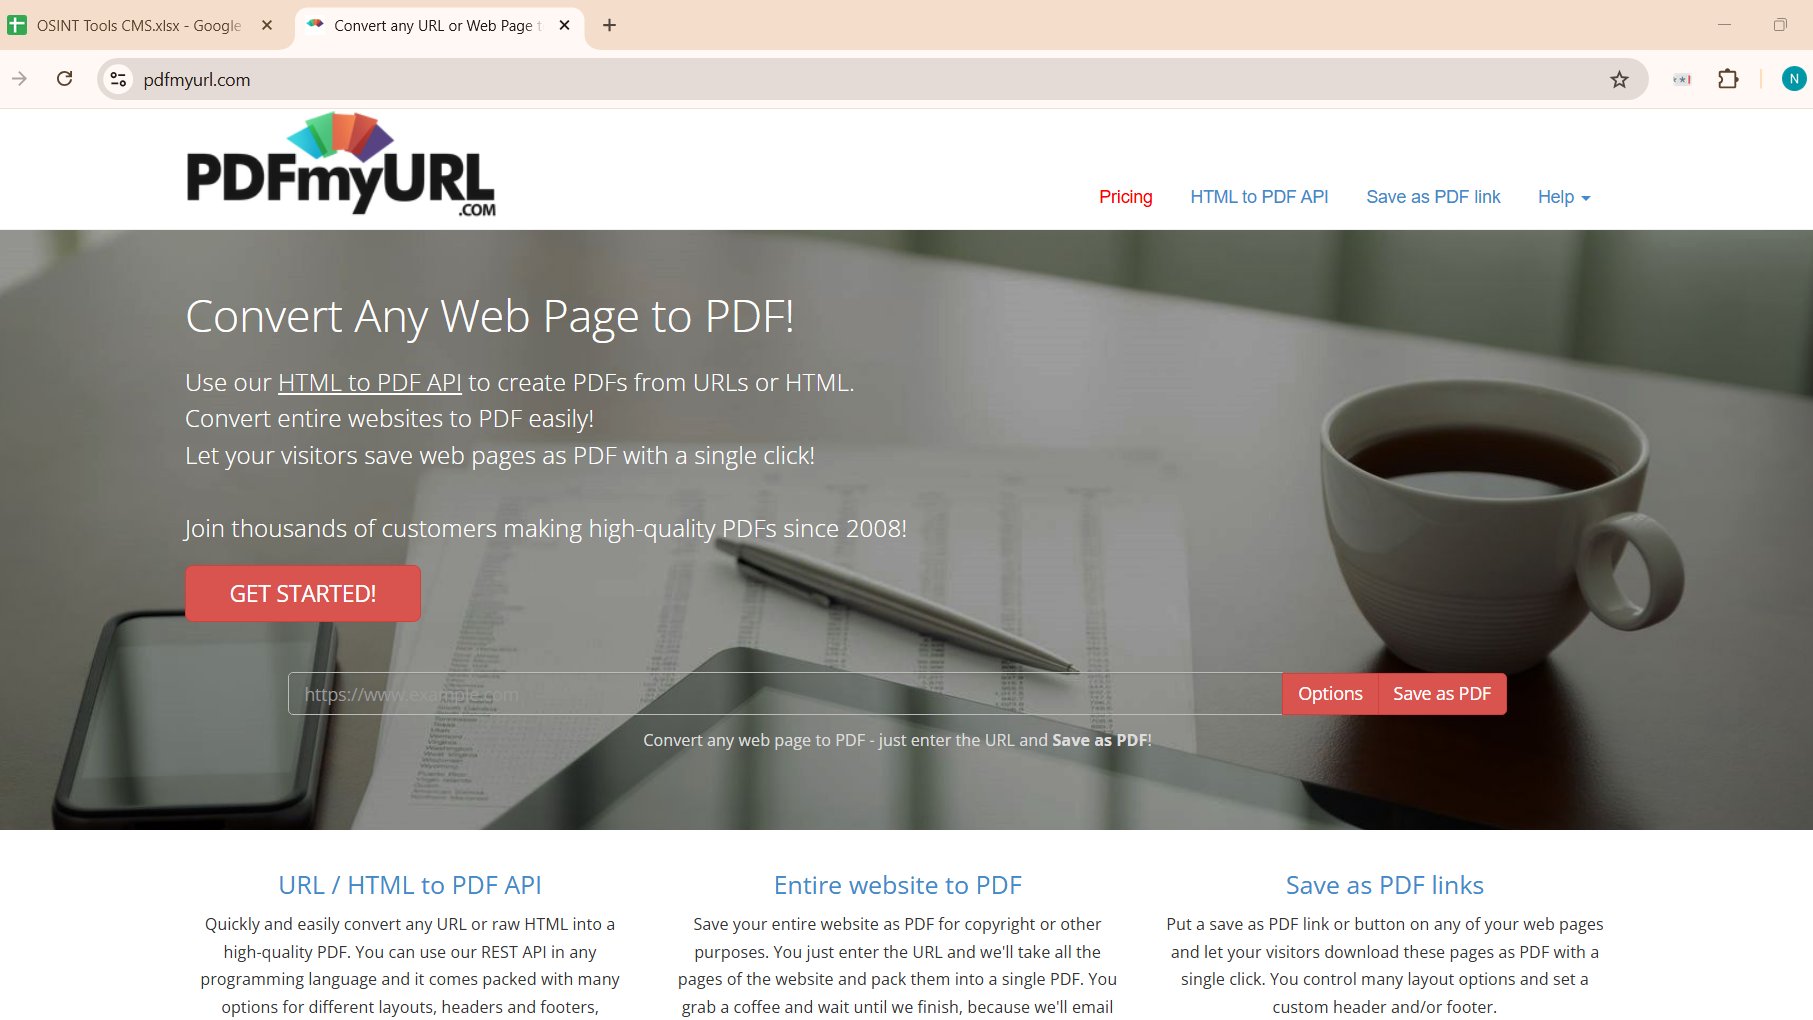 OSINT Tools CMS.xlsx - Google
Convert any URL or Web Page t
pdfmyurl.com
N
PDFmyURL
.COM
Pricing
HTML to PDF API
Save as PDF link
Help
Convert Any Web Page to PDF!
Use our HTML to PDF API to create PDFs from URLs or HTML.
Convert entire websites to PDF easily!
Let your visitors save web pages as PDF with a single click!
Join thousands of customers making high-quality PDFs since 2008!
GET STARTED!
https://www.example.com
Options
Save as PDF
Convert any web page to PDF - just enter the URL and Save as PDF!
URL / HTML to PDF API
Quickly and easily convert any URL or raw HTML into a
high-quality PDF. You can use our REST API in any
programming language and it comes packed with many
options for different layouts, headers and footers,
Entire website to PDF
Save your entire website as PDF for copyright or other
purposes. You just enter the URL and we'll take all the
pages of the website and pack them into a single PDF. You
grab a coffee and wait until we finish, because we'll email
Save as PDF links
Put a save as PDF link or button on any of your web pages
and let your visitors download these pages as PDF with a
single click. You control many layout options and set a
custom header and/or footer.